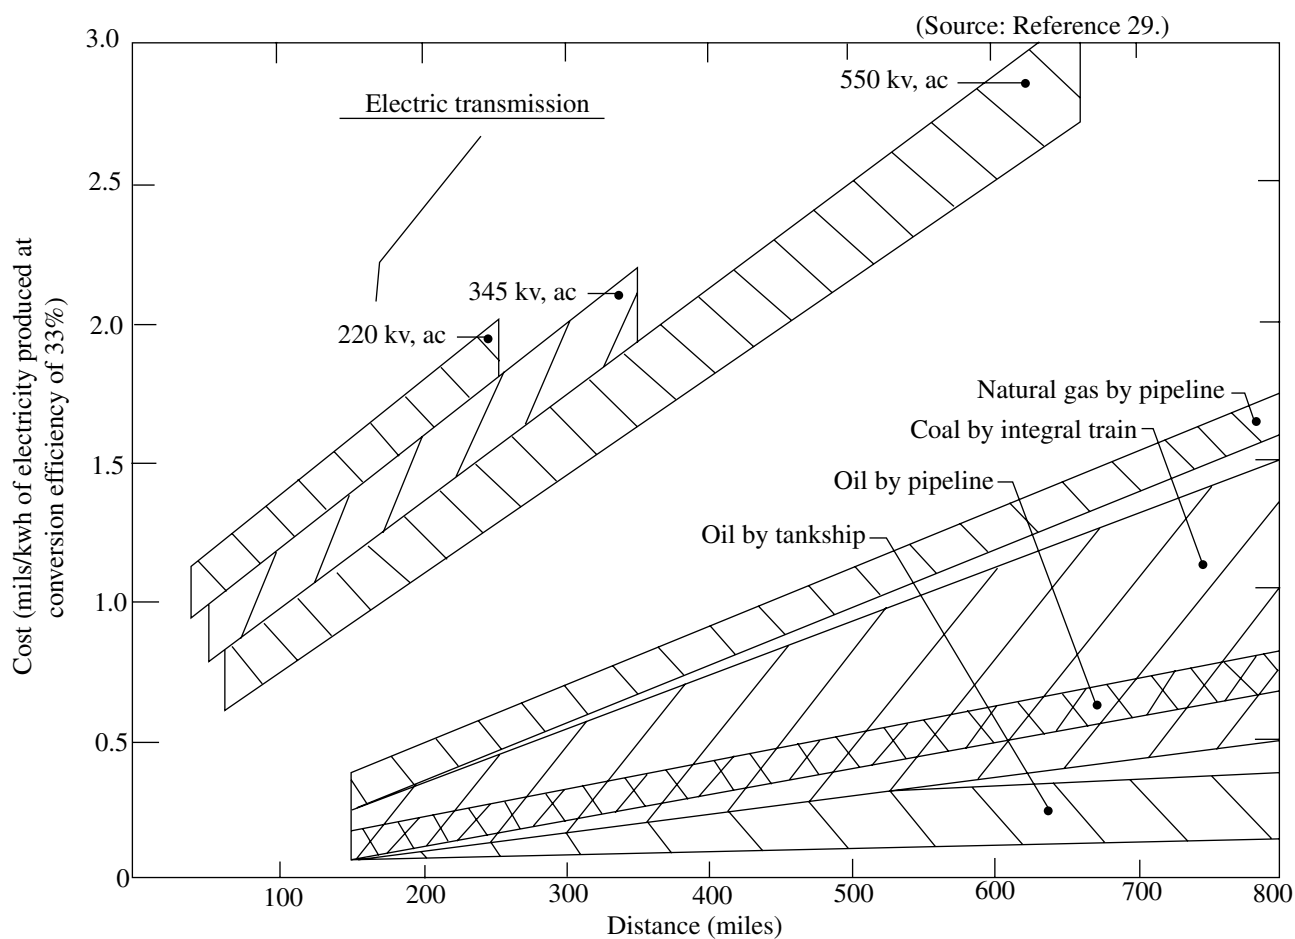 (Source: Reference 29.)
3.0
550 kv, ac
Electric transmission
2.5
345 kv, ac
2.0
220 kv, ac
Cost (mils/kwh of electricity produced at
conversion efficiency of 33%)
Natural gas by pipeline
Coal by integral train
1.5
Oil by pipeline
Oil by tankship
1.0
0.5
0
100 200 300 400 500 600 700 800
Distance (miles)